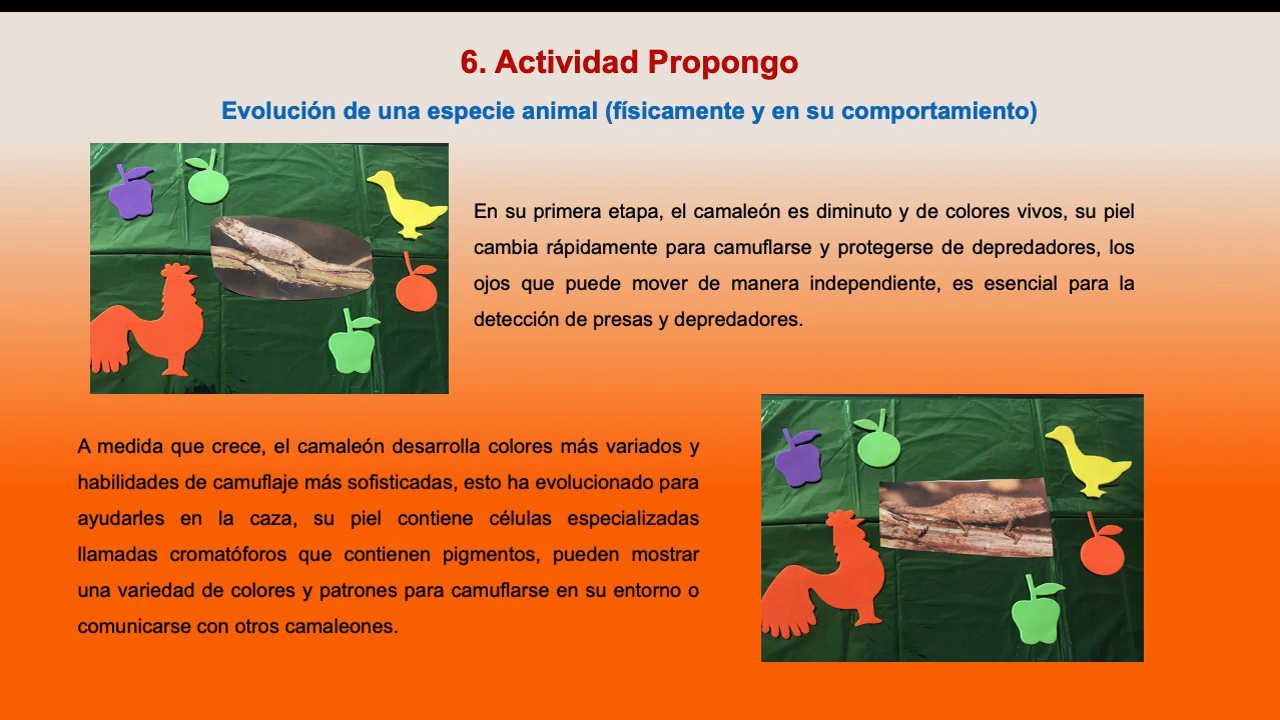 6. Actividad Propongo
Evolución de una especie animal (físicamente y en su comportamiento)
En su primera etapa, el camaleón es diminuto y de colores vivos, su piel
cambia rápidamente para camuflarse y protegerse de depredadores, los
ojos que puede mover de manera independiente, es esencial para la
detección de presas y depredadores.
A medida que crece, el camaleón desarrolla colores más variados y
habilidades de camuflaje más sofisticadas, esto ha evolucionado para
ayudarles en la caza, su piel contiene células especializadas
llamadas cromatóforos que contienen pigmentos, pueden mostrar
una variedad de colores y patrones para camuflarse en su entorno o
comunicarse con otros camaleones.